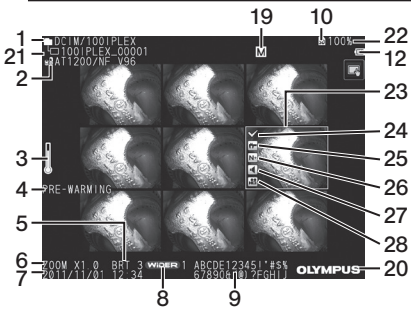 19 10
1 DCIM/100IPLEX 100% 22
21 100IPLEX_00001 M 12
2 AT1200/NF_V96
23
24
3 25
4 PRE-WARMING 26
5 27
28
6 ZOOM X1.0 BRT 3 WiDER 1 ABCDE12345!"#$%
7 2011/11/01 12:34 67890&@()?FGHIJ OLYMPUS 20
8 9